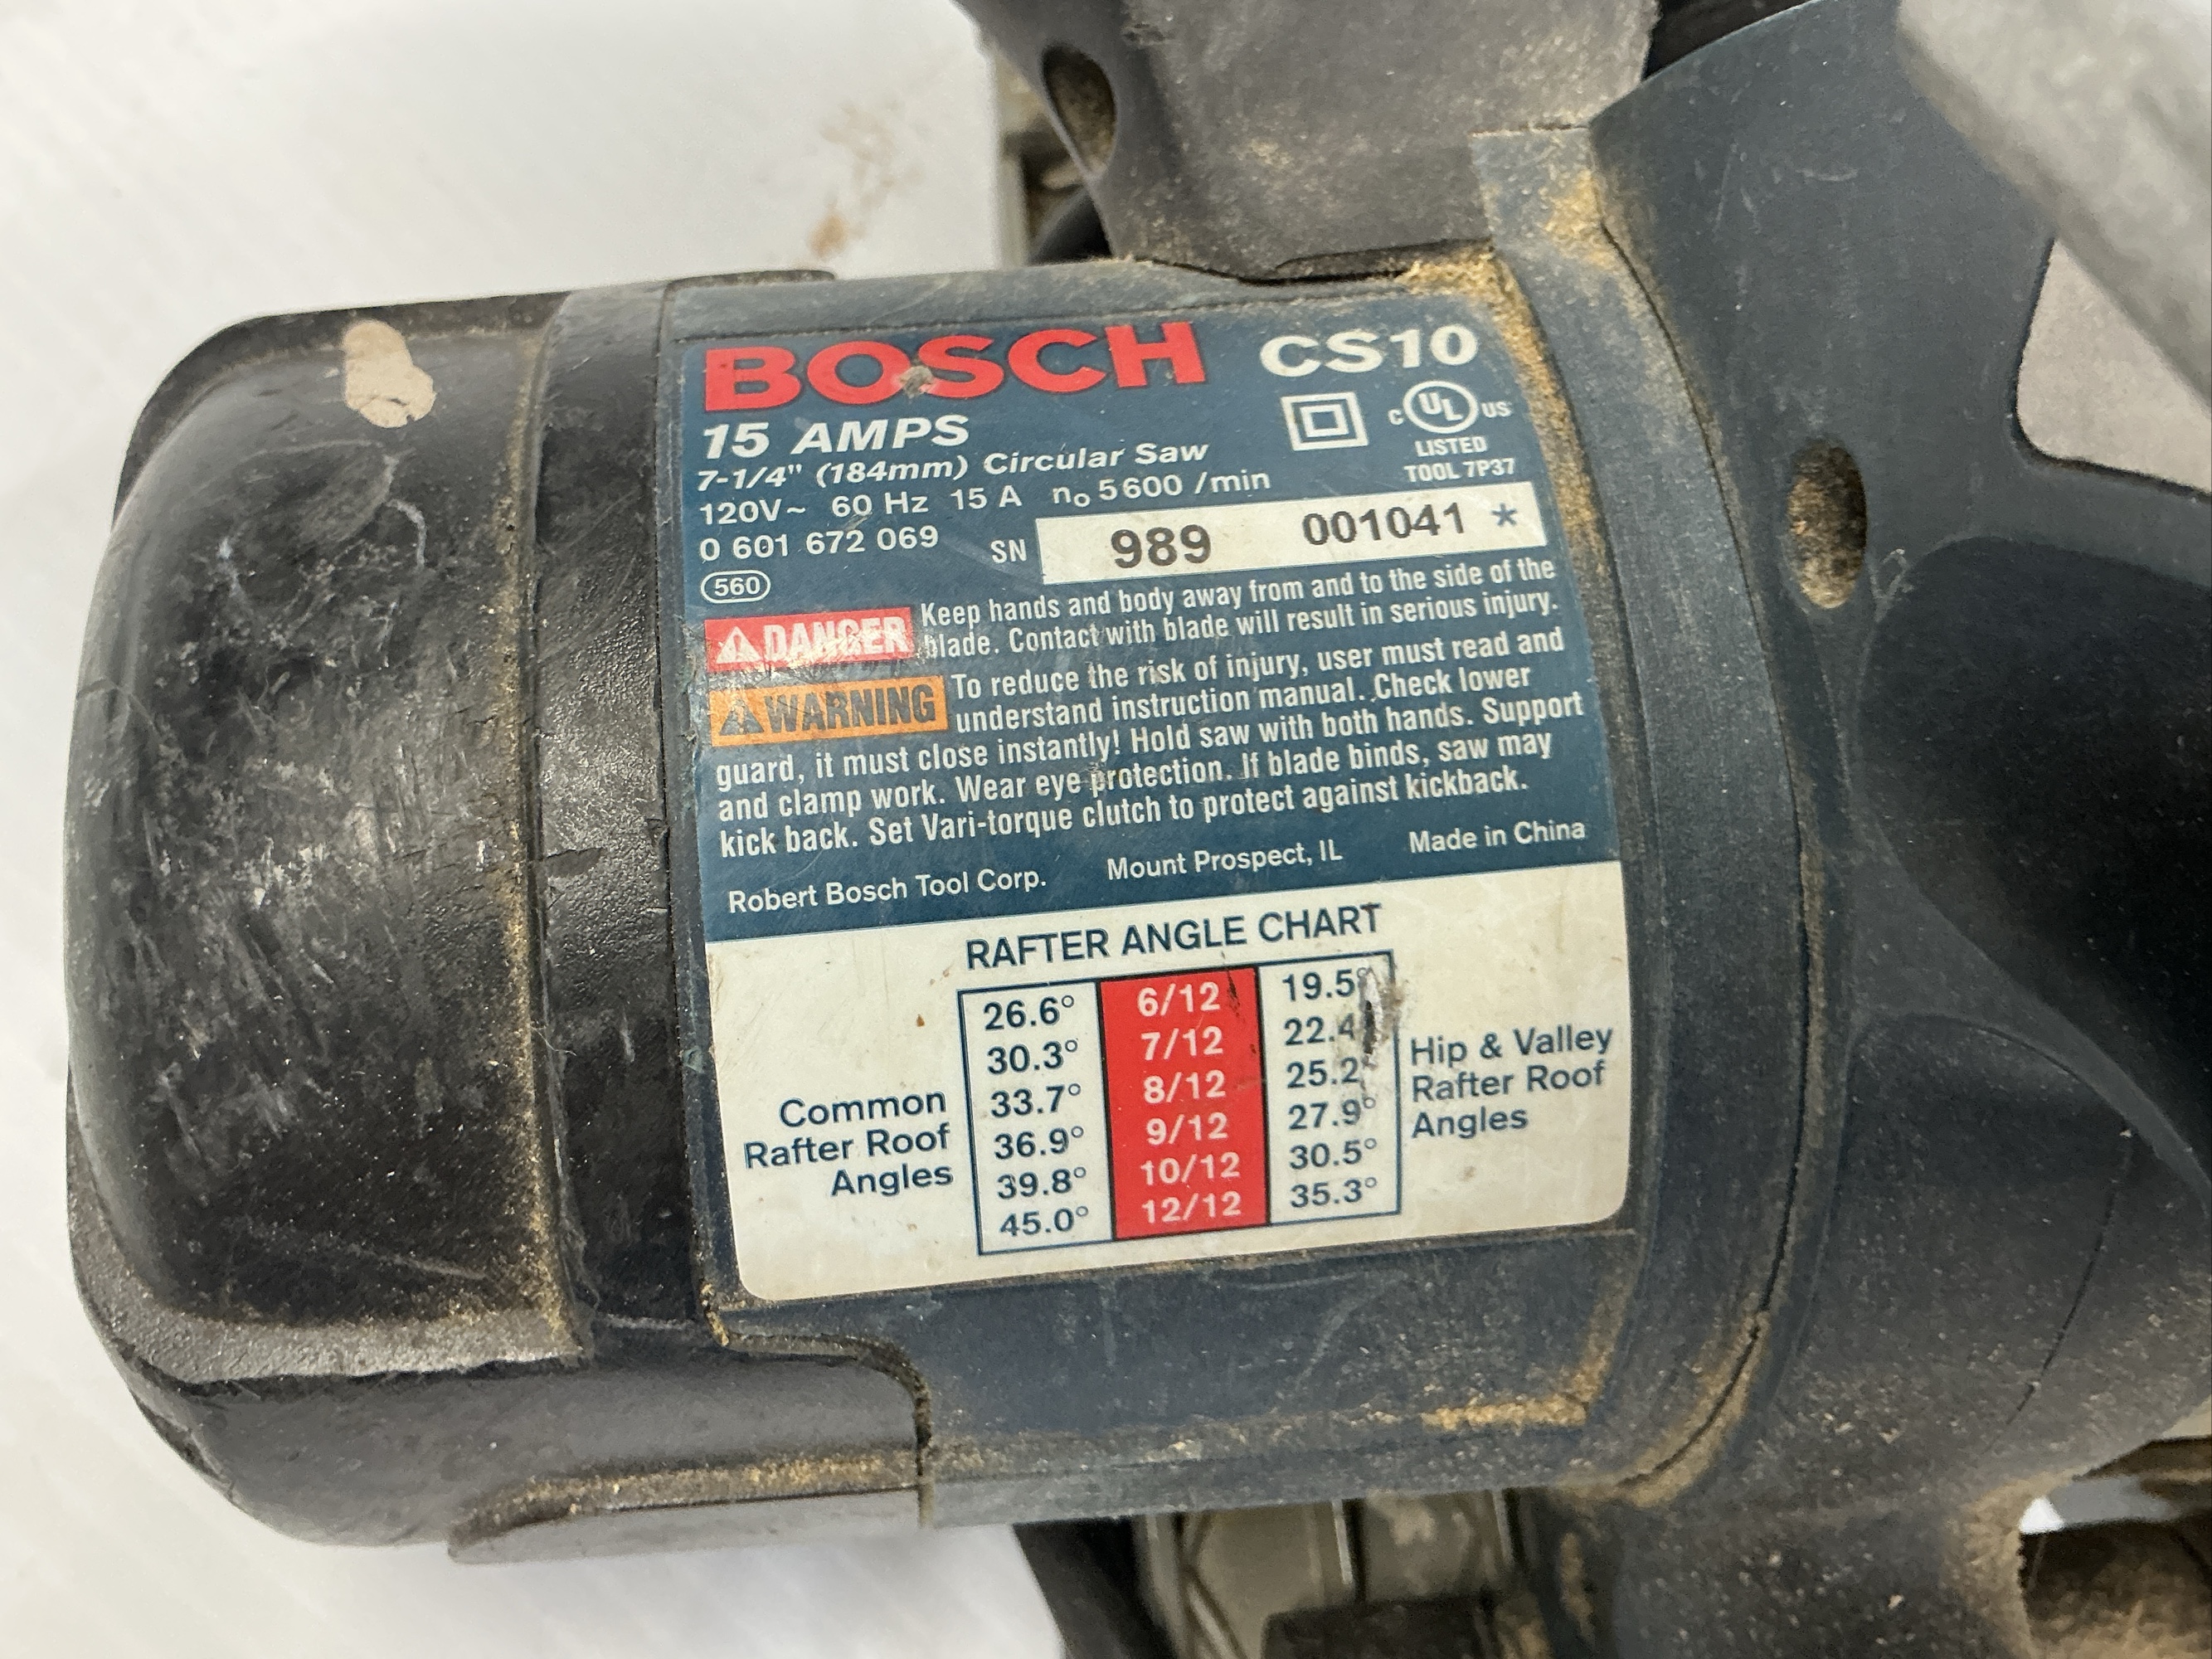 BOSCH CS10
15 AMPS
7-1/4" (184mm) Circular Saw
C UL US
LISTED
TOOL 7P37
120V~ 60 Hz 15 A no 5600 /min
0 601 672 069 SN 989 001041 *
560
DANGER Keep hands and body away from and to the side of the
blade. Contact with blade will result in serious injury.
WARNING To reduce the risk of injury, user must read and
understand instruction manual. Check lower
guard, it must close instantly! Hold saw with both hands. Support
and clamp work. Wear eye protection. If blade binds, saw may
kick back. Set Vari-torque clutch to protect against kickback.
Robert Bosch Tool Corp. Mount Prospect, IL Made in China
RAFTER ANGLE CHART
Common
Rafter Roof
Angles
26.6° 6/12 19.5°
30.3° 7/12 22.4
33.7° 8/12 25.2
36.9° 9/12 27.9°
39.8° 10/12 30.5°
45.0° 12/12 35.3°
Hip & Valley
Rafter Roof
Angles